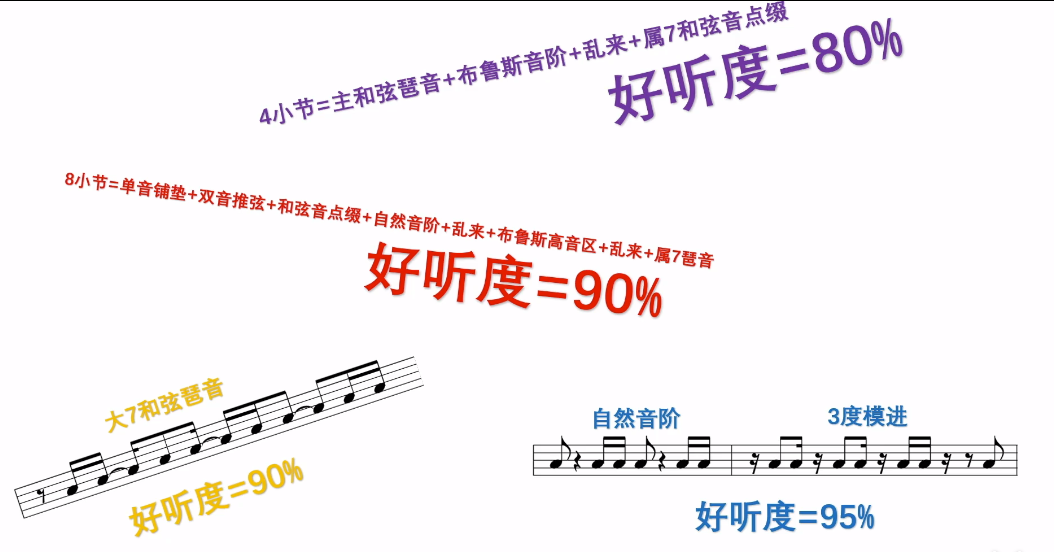 4小节=主和弦琶音+布鲁斯音阶+乱来+属7和弦音点缀
好听度=80%
8小节=单音铺垫+双音推弦+和弦音点缀+自然音阶+乱来+布鲁斯高音区+乱来+属7琶音
好听度=90%
大7和弦琶音
好听度=90%
自然音阶
3度模进
好听度=95%